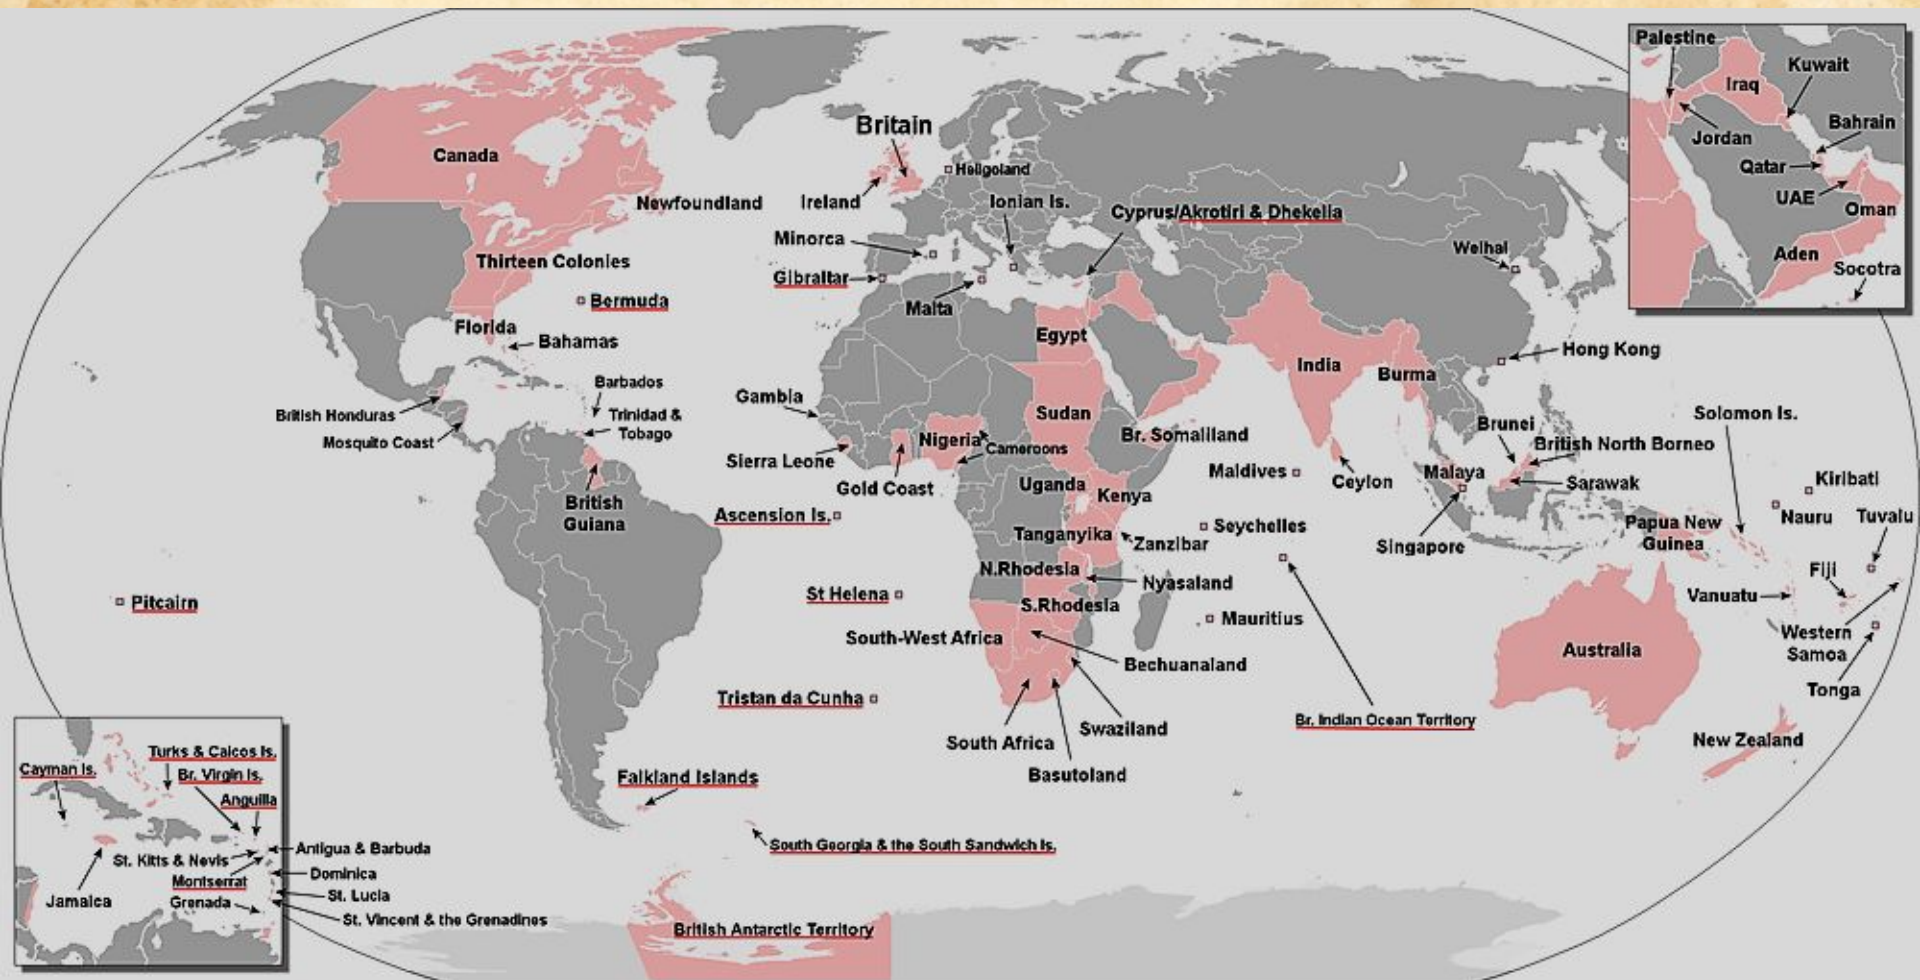 Palestine
Kuwait
Iraq
Bahrain
Jordan
Qatar
UAE
Oman
Aden
Socotra
Britain
Canada
Heligoland
Newfoundland
Ireland
Ionian Is.
Cyprus/Akrotiri & Dhekelia
Minorca
Weihai
Thirteen Colonies
Gibraltar
Bermuda
Malta
Florida
Egypt
Bahamas
Hong Kong
India
Burma
Barbados
Gambia
British Honduras
Trinidad &
Tobago
Sudan
Solomon Is.
Mosquito Coast
Nigeria
Cameroons
Br. Somaliland
Brunei
British North Borneo
Sierra Leone
Maldives
Ceylon
Malaya
Sarawak
Kiribati
Gold Coast
Uganda
Kenya
British
Guiana
Ascension Is.
Seychelles
Papua New
Guinea
Nauru
Tuvalu
Tanganyika
Zanzibar
Singapore
N.Rhodesia
Nyasaland
Fiji
Pitcairn
St Helena
S.Rhodesia
Vanuatu
Mauritius
South-West Africa
Western
Samoa
Bechuanaland
Australia
Tonga
Tristan da Cunha
Br. Indian Ocean Territory
Swaziland
South Africa
New Zealand
Basutoland
Falkland Islands
South Georgia & the South Sandwich Is.
Turks & Caicos Is.
Cayman Is.
Br. Virgin Is.
Anguilla
Antigua & Barbuda
St. Kitts & Nevis
Dominica
Montserrat
St. Lucia
Jamaica
Grenada
St. Vincent & the Grenadines
British Antarctic Territory